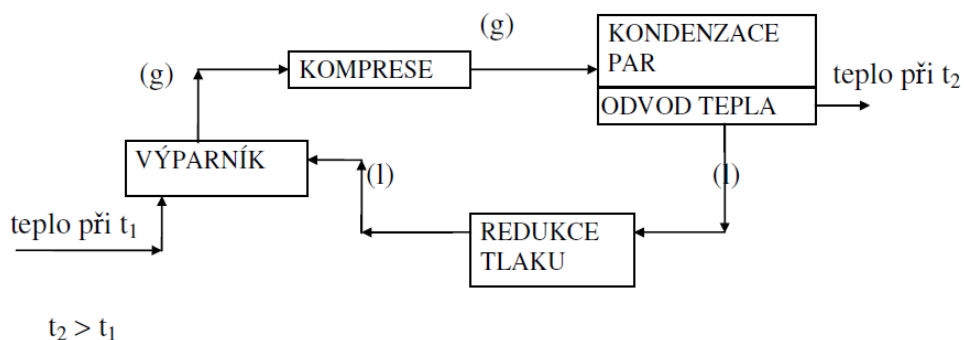 (g)
KONDENZACE
PAR
(g)
KOMPRESE
teplo při t₂
ODVOD TEPLA
VÝPARNÍK
(l)
(l)
teplo při t₁
REDUKCE
TLAKU
t₂ > t₁